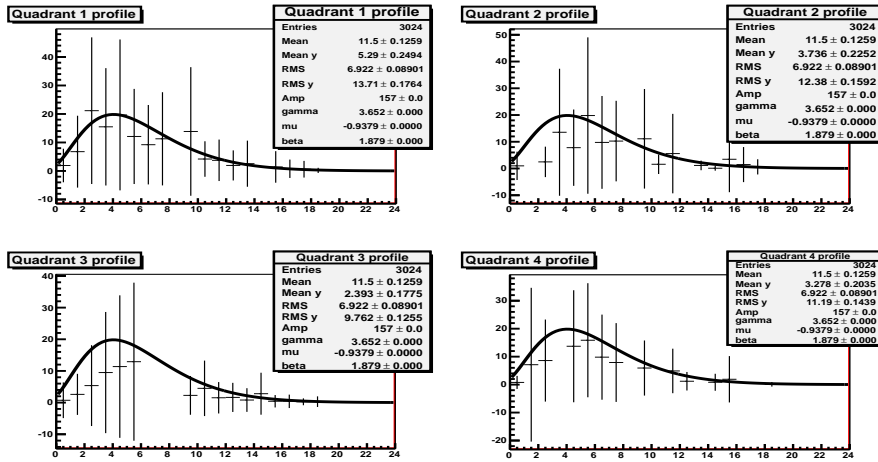 Quadrant 1 profile
Quadrant 1 profile
Entries 3024
Mean 11.5 ± 0.1259
Mean y 5.29 ± 0.2494
RMS 6.922 ± 0.08901
RMS y 13.71 ± 0.1764
Amp 157 ± 0.0
gamma 3.652 ± 0.000
mu -0.9379 ± 0.0000
beta 1.879 ± 0.000
40
30
20
10
0
-10
0 2 4 6 8 10 12 14 16 18 20 22 24
Quadrant 2 profile
Quadrant 2 profile
Entries 3024
Mean 11.5 ± 0.1259
Mean y 3.736 ± 0.2252
RMS 6.922 ± 0.08901
RMS y 12.38 ± 0.1592
Amp 157 ± 0.0
gamma 3.652 ± 0.000
mu -0.9379 ± 0.0000
beta 1.879 ± 0.000
50
40
30
20
10
0
-10
0 2 4 6 8 10 12 14 16 18 20 22 24
Quadrant 3 profile
Quadrant 3 profile
Entries 3024
Mean 11.5 ± 0.1259
Mean y 2.393 ± 0.1775
RMS 6.922 ± 0.08901
RMS y 9.762 ± 0.1255
Amp 157 ± 0.0
gamma 3.652 ± 0.000
mu -0.9379 ± 0.0000
beta 1.879 ± 0.000
40
30
20
10
0
-10
0 2 4 6 8 10 12 14 16 18 20 22 24
Quadrant 4 profile
Quadrant 4 profile
Entries 3024
Mean 11.5 ± 0.1259
Mean y 3.278 ± 0.2035
RMS 6.922 ± 0.08901
RMS y 11.19 ± 0.1439
Amp 157 ± 0.0
gamma 3.652 ± 0.000
mu -0.9379 ± 0.0000
beta 1.879 ± 0.000
30
20
10
0
-10
-20
0 2 4 6 8 10 12 14 16 18 20 22 24